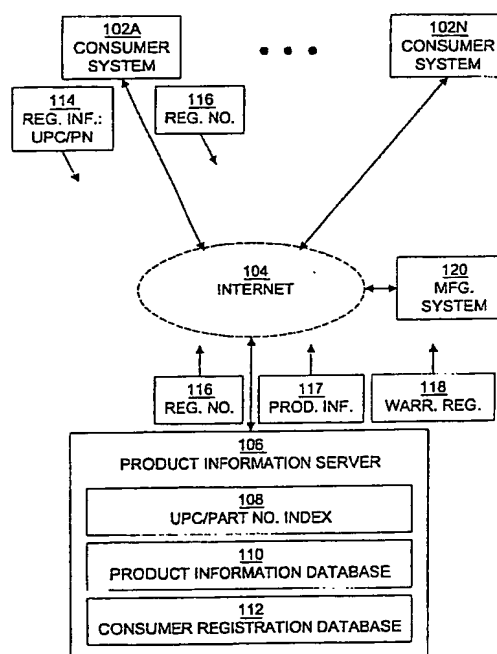 102A
CONSUMER
SYSTEM
102N
CONSUMER
SYSTEM
114
REG. INF.:
UPC/PN
116
REG. NO.
104
INTERNET
120
MFG.
SYSTEM
116
REG. NO.
117
PROD. INF.
118
WARR. REG.
106
PRODUCT INFORMATION SERVER
108
UPC/PART NO. INDEX
110
PRODUCT INFORMATION DATABASE
112
CONSUMER REGISTRATION DATABASE